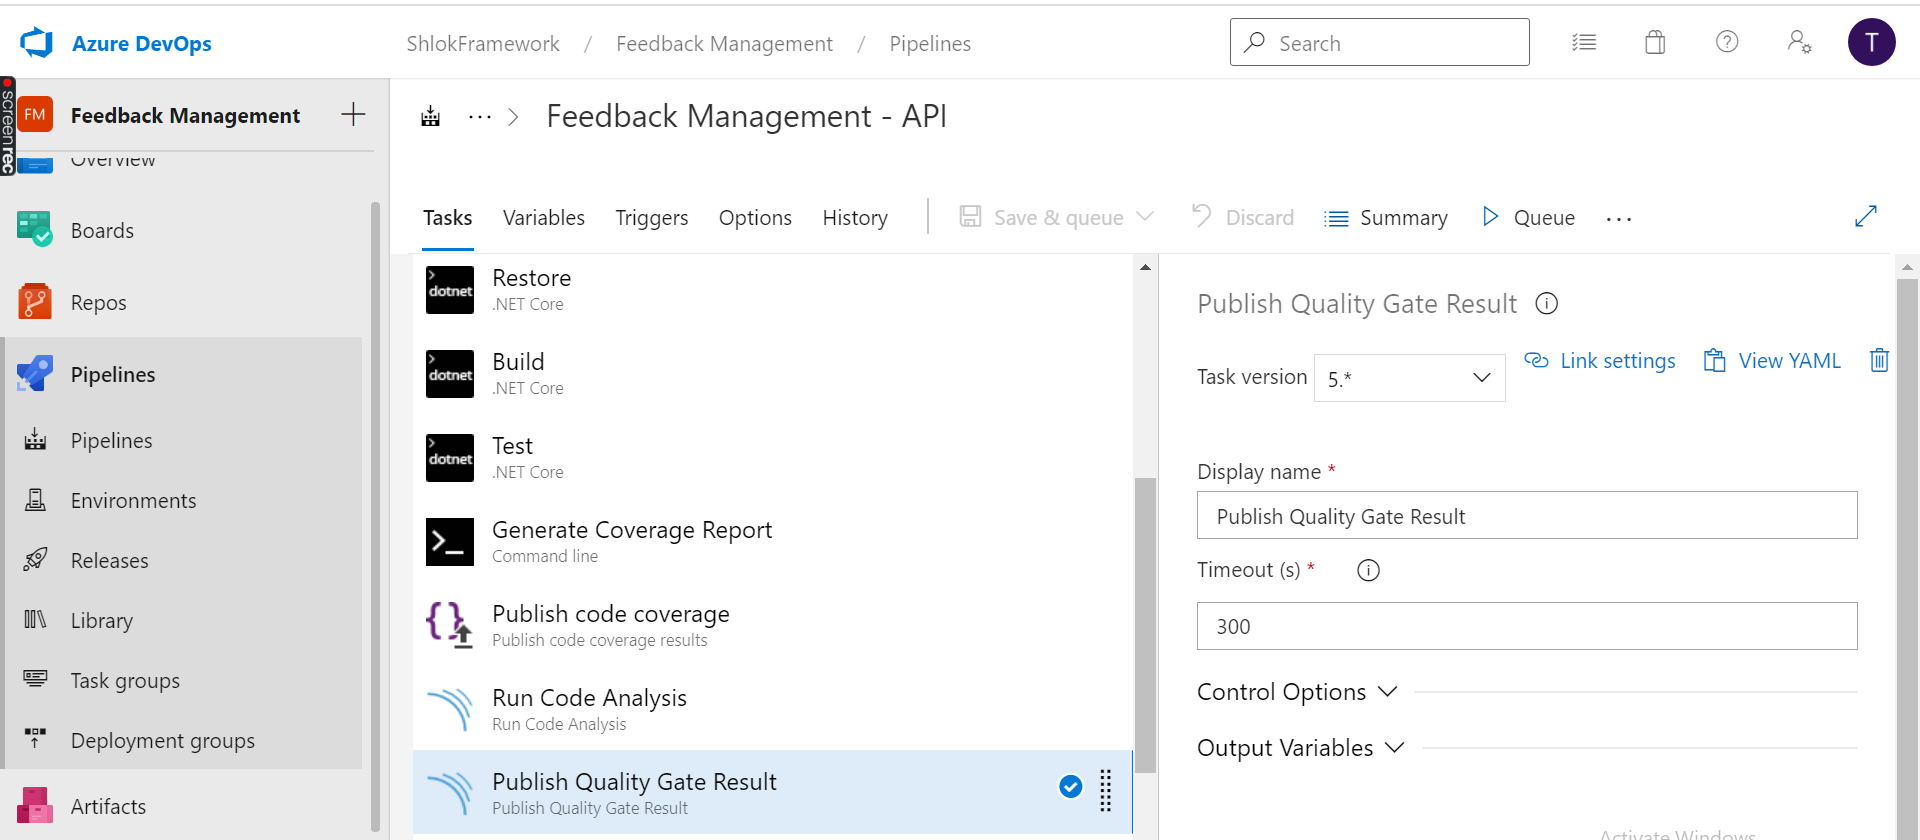 Azure DevOps
ShlokFramework / Feedback Management / Pipelines
Search
T
screenrec
FM
Feedback Management
Overview
Boards
Repos
Pipelines
Pipelines
Environments
Releases
Library
Task groups
Deployment groups
Artifacts
Feedback Management - API
Tasks Variables Triggers Options History Save & queue Discard Summary Queue
dotnet
Restore
.NET Core
dotnet
Build
.NET Core
dotnet
Test
.NET Core
Generate Coverage Report
Command line
Publish code coverage
Publish code coverage results
Run Code Analysis
Run Code Analysis
Publish Quality Gate Result
Publish Quality Gate Result
Publish Quality Gate Result
Task version 5.* Link settings View YAML
Display name *
Publish Quality Gate Result
Timeout (s) *
300
Control Options
Output Variables
Activate Windows